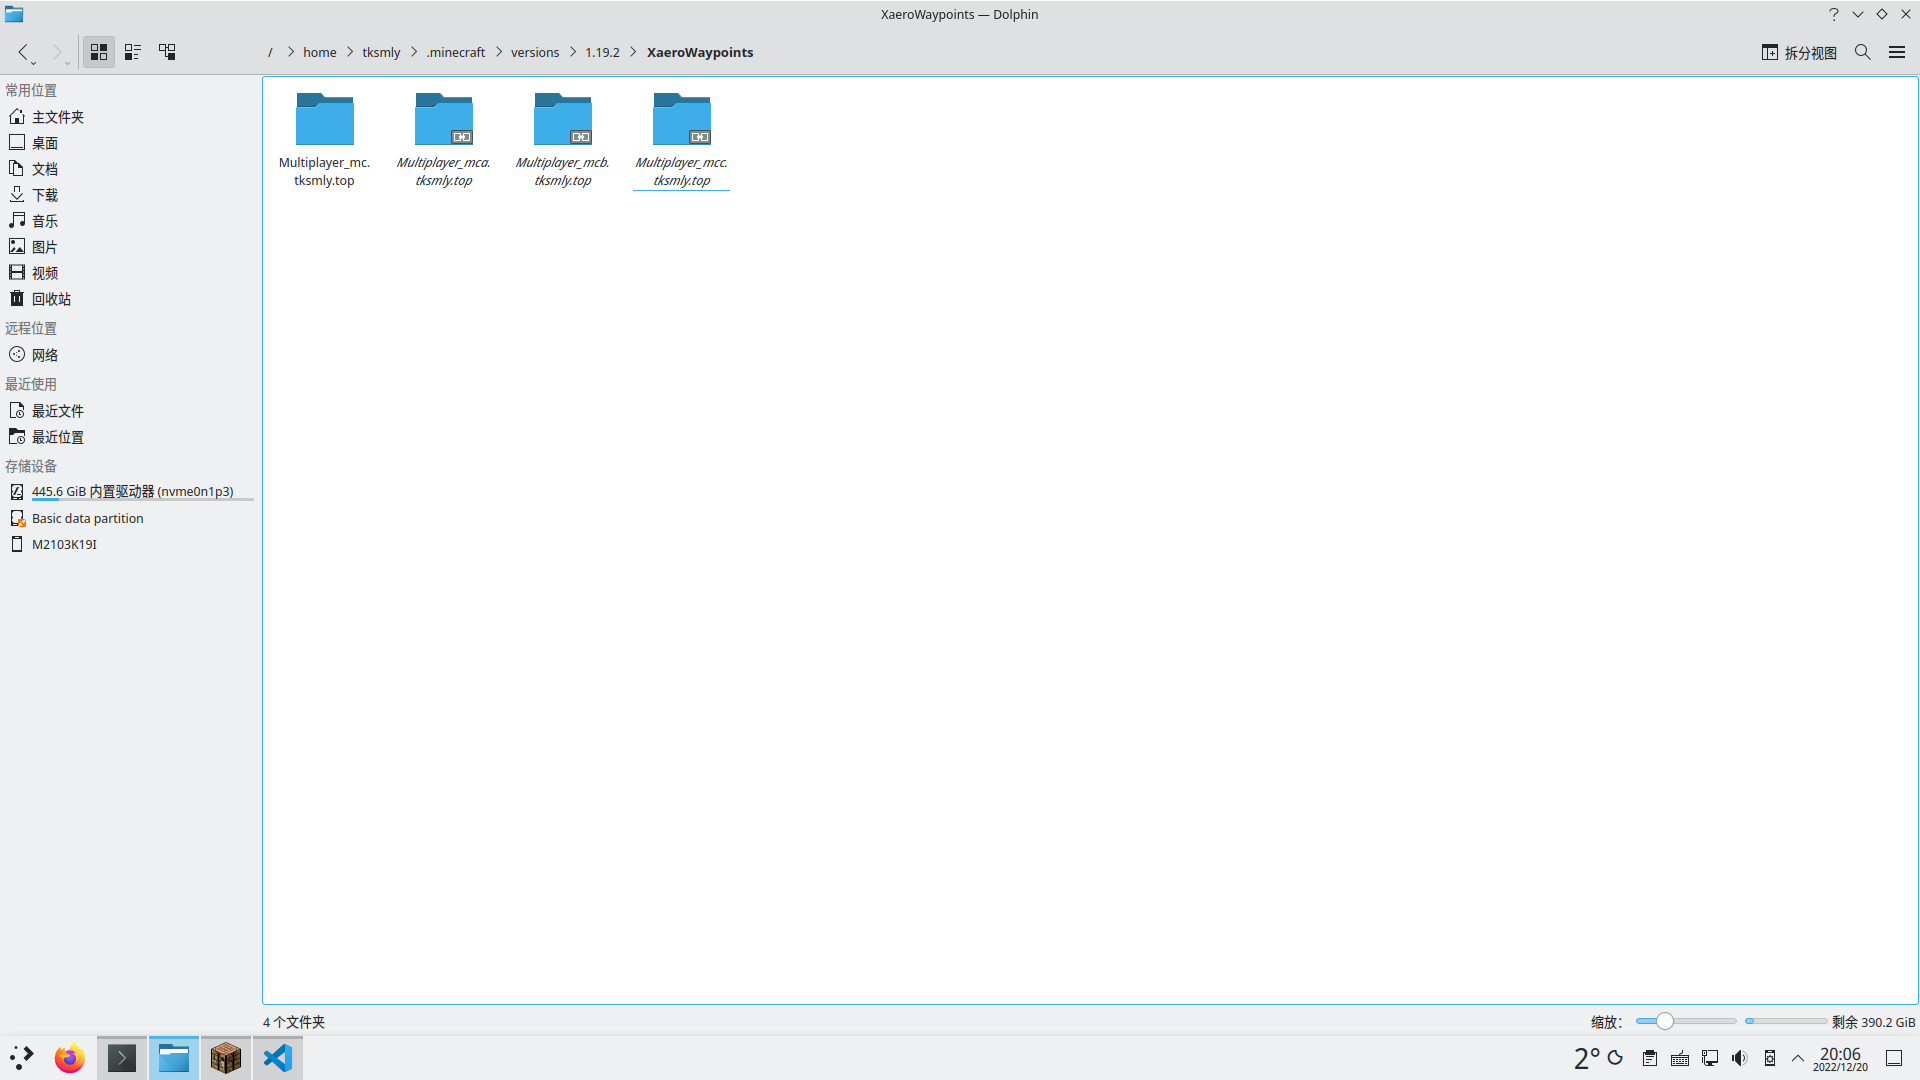 XaeroWaypoints — Dolphin
/ > home > tksmly > .minecraft > versions > 1.19.2 > XaeroWaypoints
拆分视图
常用位置
主文件夹
桌面
文档
下载
音乐
图片
视频
回收站
远程位置
网络
最近使用
最近文件
最近位置
存储设备
445.6 GiB 内置驱动器 (nvme0n1p3)
Basic data partition
M2103K19I
Multiplayer_mc.
tksmly.top
Multiplayer_mca.
tksmly.top
Multiplayer_mcb.
tksmly.top
Multiplayer_mcc.
tksmly.top
4 个文件夹
缩放：
剩余 390.2 GiB
2°
20:06
2022/12/20